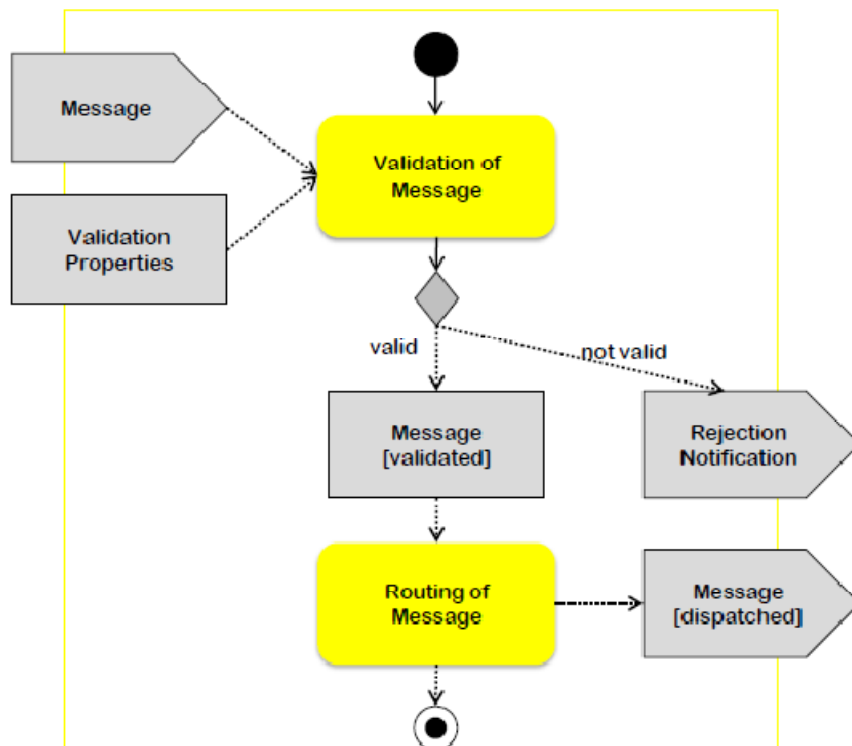 Message
Validation of
Message
Validation
Properties
valid
not valid
Message
[validated]
Rejection
Notification
Routing of
Message
Message
[dispatched]